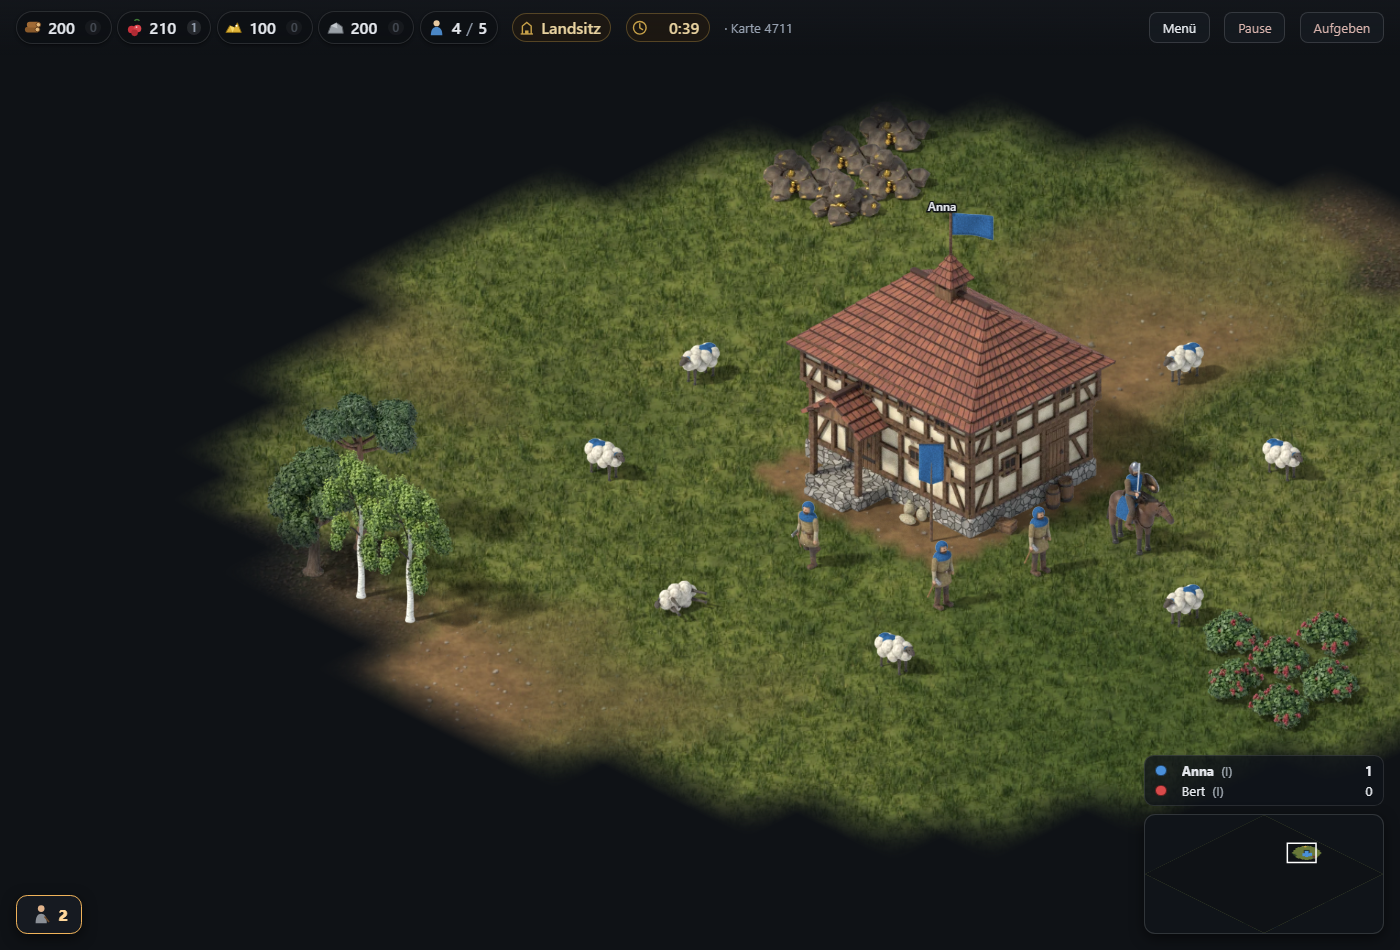 200 0 210 1 100 0 200 0 4 / 5 Landsitz 0:39 · Karte 4711 Menü Pause Aufgeben
Anna
Anna (I) 1
Bert (I) 0
2